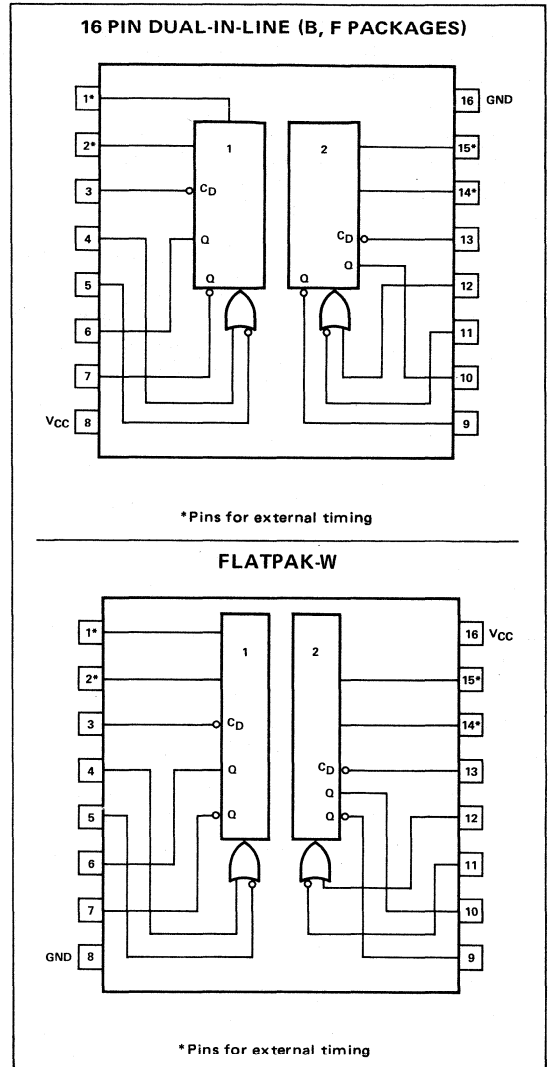 16 PIN DUAL-IN-LINE (B, F PACKAGES)
1*
16 GND
2*
1
2
15*
3
CD
14*
4
Q
CD
13
5
Q
Q
Q
12
6
11
7
10
VCC 8
9
*Pins for external timing
FLATPAK-W
1*
16 VCC
2*
1
2
15*
3
CD
14*
4
Q
CD
13
5
Q
Q
Q
12
6
11
7
10
GND 8
9
*Pins for external timing